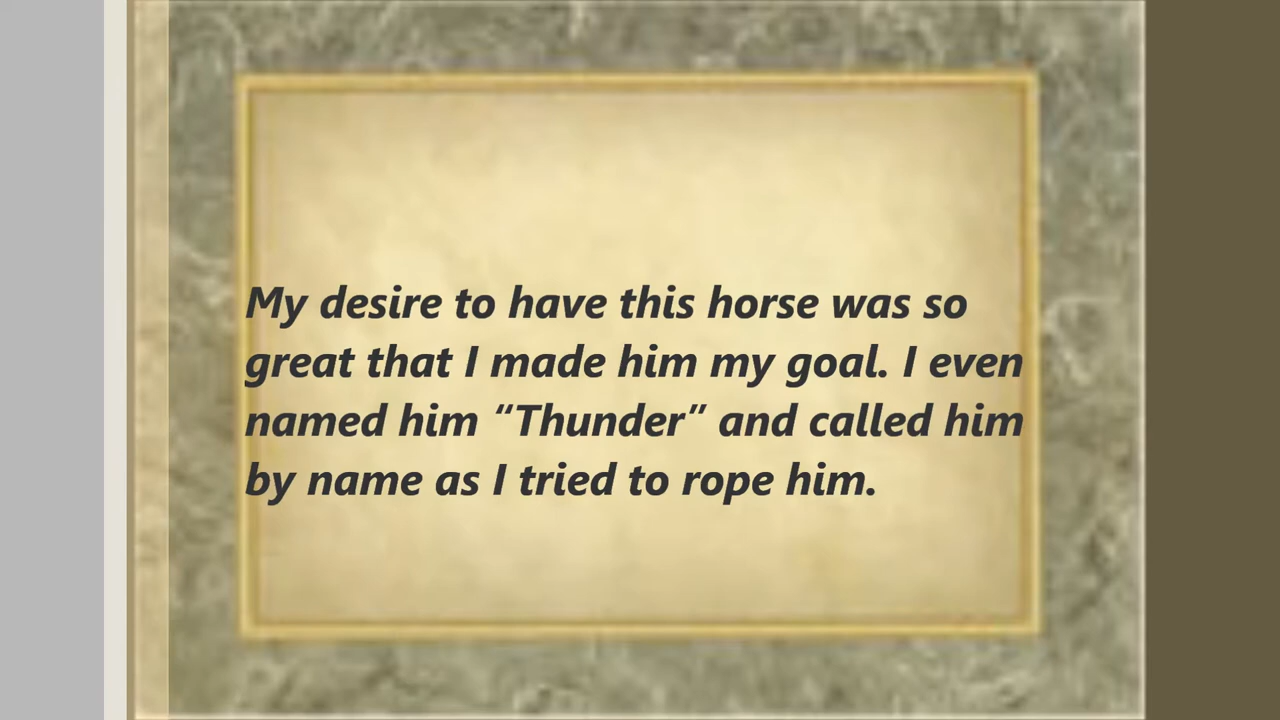 My desire to have this horse was so
great that I made him my goal. I even
named him “Thunder” and called him
by name as I tried to rope him.